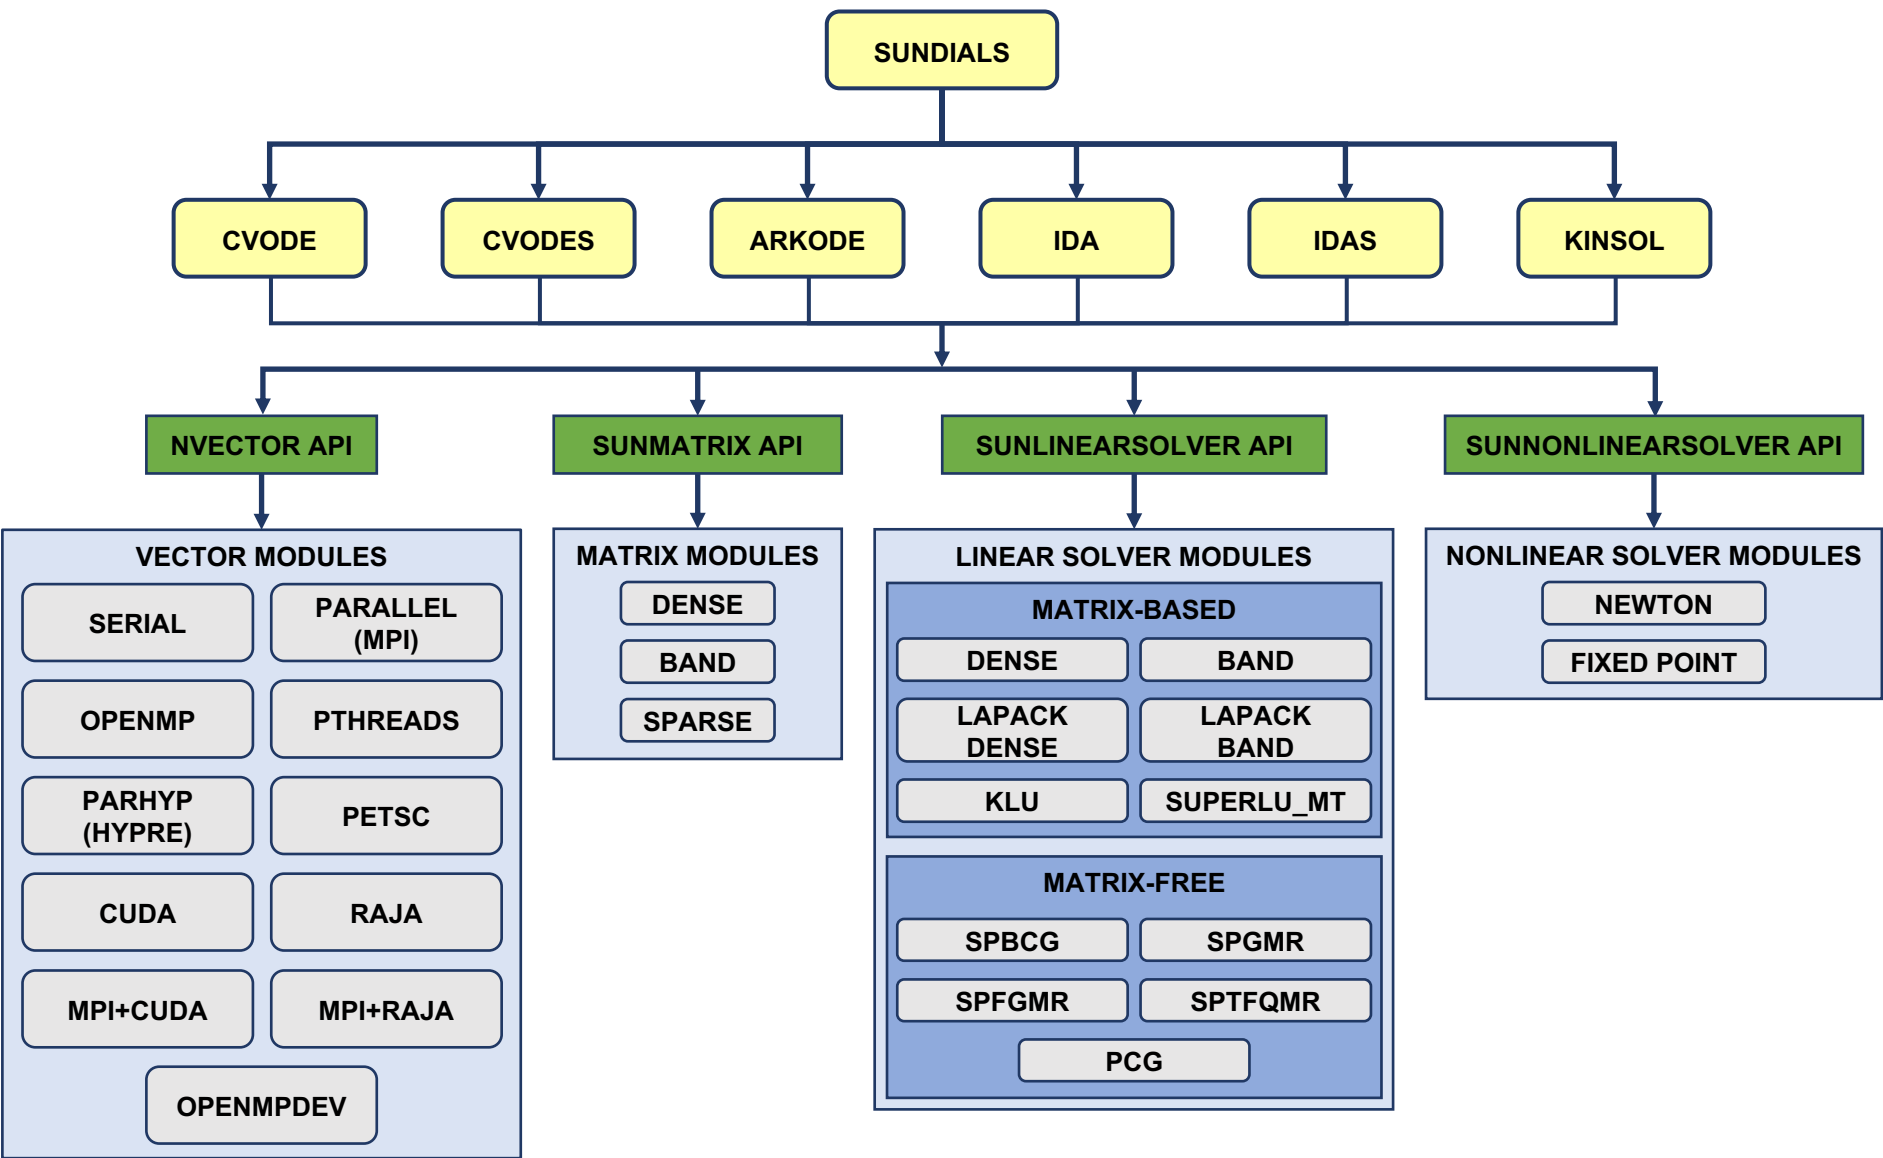 SUNDIALS
CVODE
CVODES
ARKODE
IDA
IDAS
KINSOL
NVECTOR API
SUNMATRIX API
SUNLINEARSOLVER API
SUNNONLINEARSOLVER API
VECTOR MODULES
SERIAL
PARALLEL
(MPI)
OPENMP
PTHREADS
PARHYP
(HYPRE)
PETSC
CUDA
RAJA
MPI+CUDA
MPI+RAJA
OPENMPDEV
MATRIX MODULES
DENSE
BAND
SPARSE
LINEAR SOLVER MODULES
MATRIX-BASED
DENSE
BAND
LAPACK
DENSE
LAPACK
BAND
KLU
SUPERLU_MT
MATRIX-FREE
SPBCG
SPGMR
SPFGMR
SPTFQMR
PCG
NONLINEAR SOLVER MODULES
NEWTON
FIXED POINT